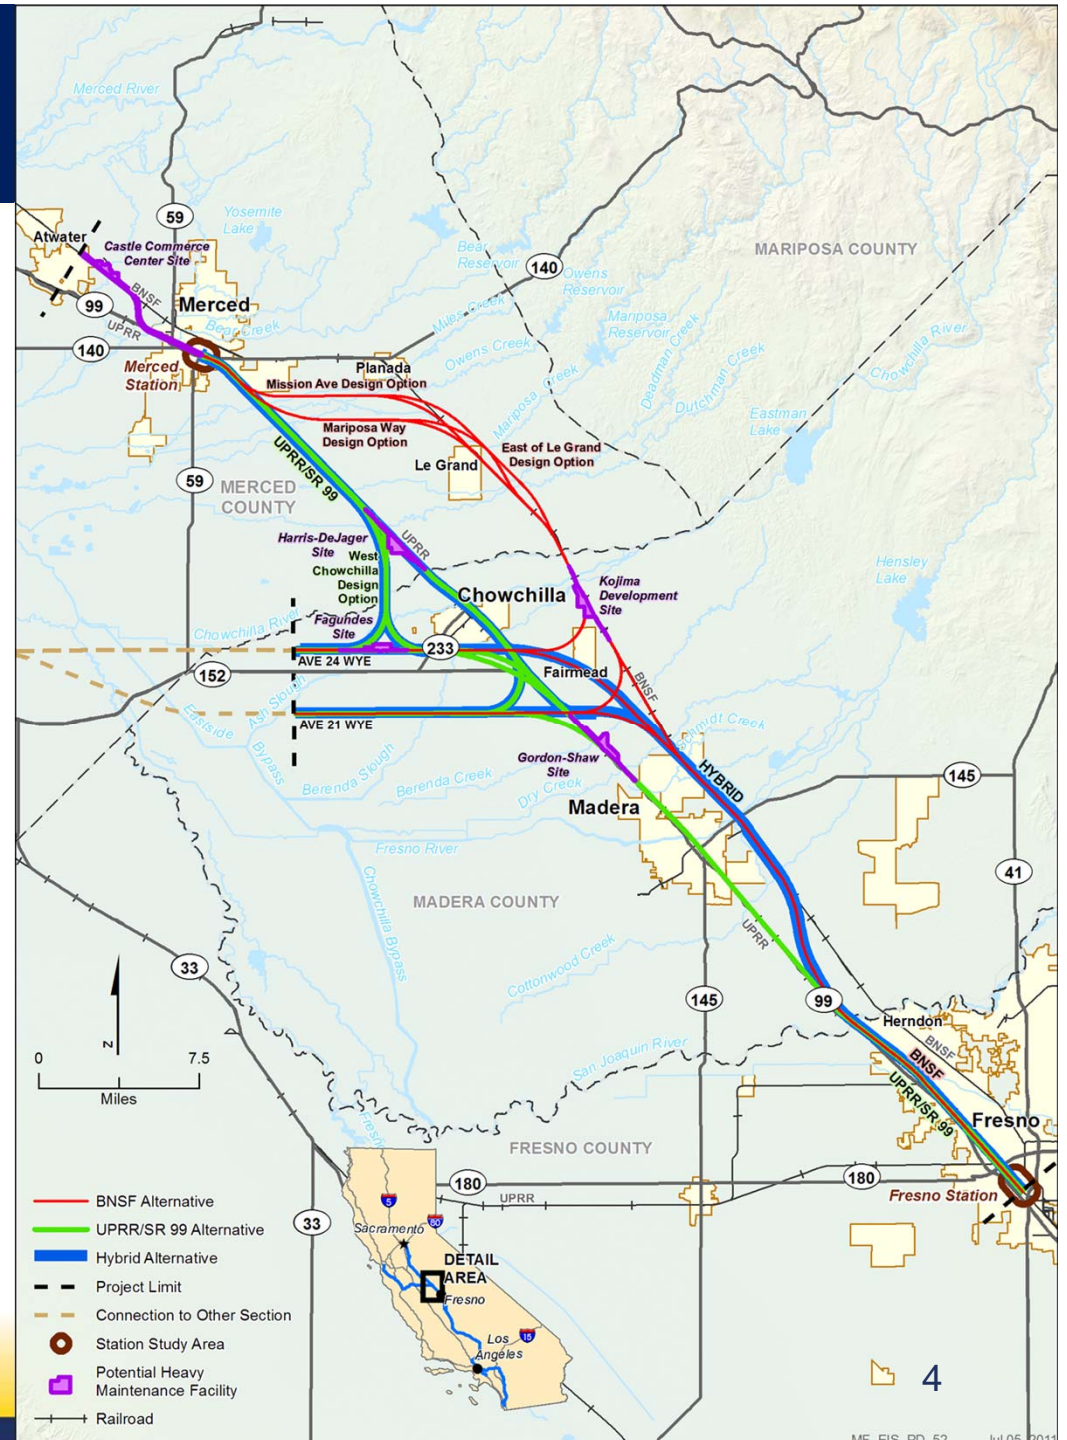 Merced River
59
Yosemite
Lake
Atwater
Castle Commerce
Center Site
MARIPOSA COUNTY
Bear
Reservoir
140
Owens
Reservoir
BNSF
99
Merced
UPRR
Bear Creek
Miles Creek
Mariposa
Reservoir
Chowchilla River
140
Owens Creek
Deadman Creek
Dutchman Creek
Merced
Station
Planada
Mission Ave Design Option
Mariposa Creek
Eastman
Lake
Mariposa Way
Design Option
East of Le Grand
Design Option
UPRR/SR 99
Le Grand
59
MERCED
COUNTY
Harris-DeJager
Site
UPRR
West
Chowchilla
Design
Option
Hensley
Lake
Kojima
Development
Site
Chowchilla
Fagundes
Site
Chowchilla River
233
AVE 24 WYE
152
Fairmead
BNSF
Ash Slough
Eastside
Bypass
AVE 21 WYE
Schmidt Creek
Gordon-Shaw
Site
HYBRID
145
Berenda Slough
Berenda Creek
Dry Creek
Madera
Fresno River
41
Chowchilla Bypass
MADERA COUNTY
UPRR
Cottonwood Creek
33
145
99
Herndon
BNSF
N
0 7.5
Miles
San Joaquin River
BNSF
UPRR/SR 99
Fresno
Fresno
FRESNO COUNTY
180
180
UPRR
Fresno Station
33
BNSF Alternative
UPRR/SR 99 Alternative
Hybrid Alternative
Project Limit
Connection to Other Section
Station Study Area
Potential Heavy
Maintenance Facility
Railroad
5
80
Sacramento
DETAIL
AREA
Fresno
15
Los
Angeles
4
MF_EIS_PD_52 Jul 05, 2011